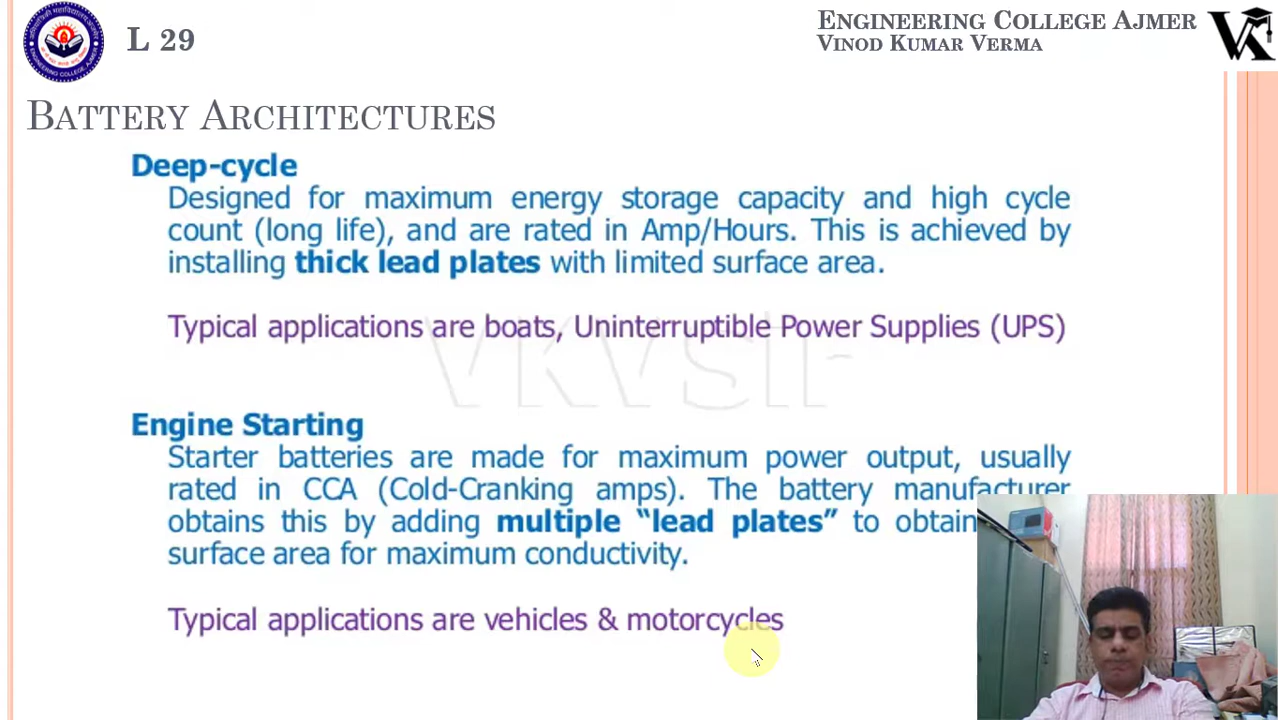 L 29
ENGINEERING COLLEGE AJMER
VINOD KUMAR VERMA
BATTERY ARCHITECTURES
Deep-cycle
Designed for maximum energy storage capacity and high cycle
count (long life), and are rated in Amp/Hours. This is achieved by
installing thick lead plates with limited surface area.
Typical applications are boats, Uninterruptible Power Supplies (UPS)
VKVSir
Engine Starting
Starter batteries are made for maximum power output, usually
rated in CCA (Cold-Cranking amps). The battery manufacturer
obtains this by adding multiple “lead plates” to obtain
surface area for maximum conductivity.
Typical applications are vehicles & motorcycles